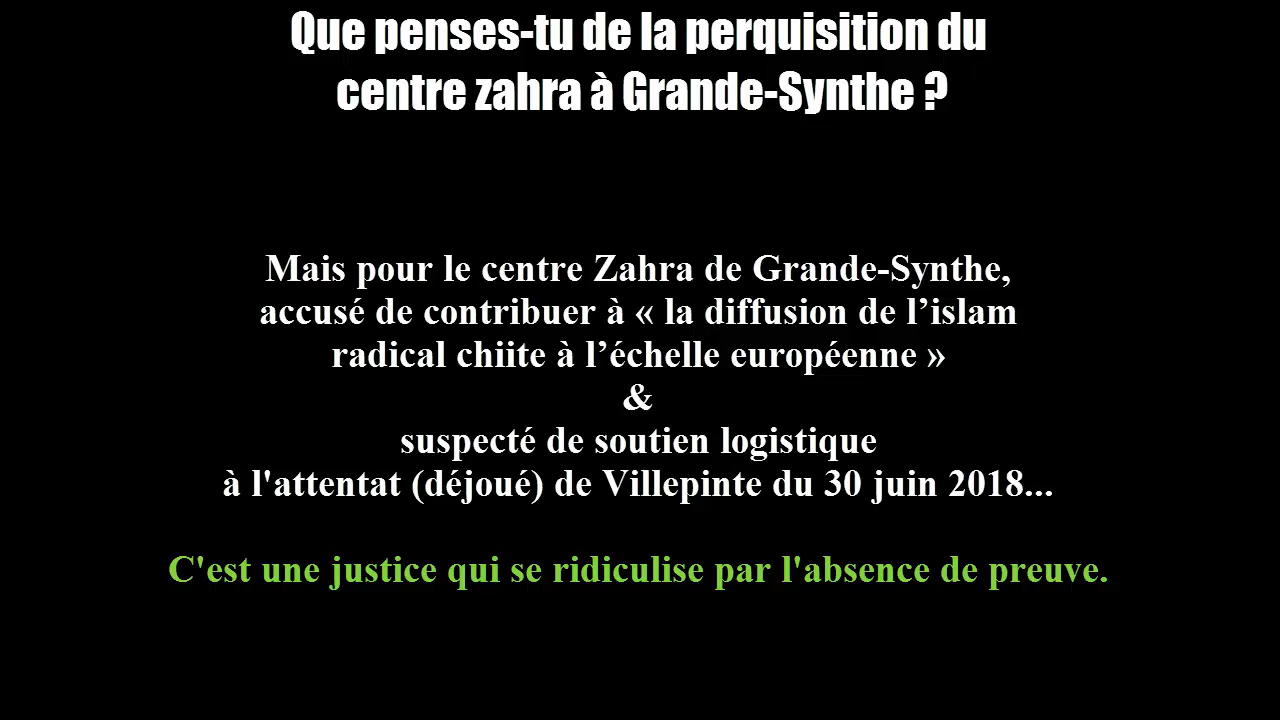 Que penses-tu de la perquisition du
centre zahra à Grande-Synthe ?
Mais pour le centre Zahra de Grande-Synthe,
accusé de contribuer à « la diffusion de l’islam
radical chiite à l’échelle européenne »
&
suspecté de soutien logistique
à l'attentat (déjoué) de Villepinte du 30 juin 2018...
C'est une justice qui se ridiculise par l'absence de preuve.